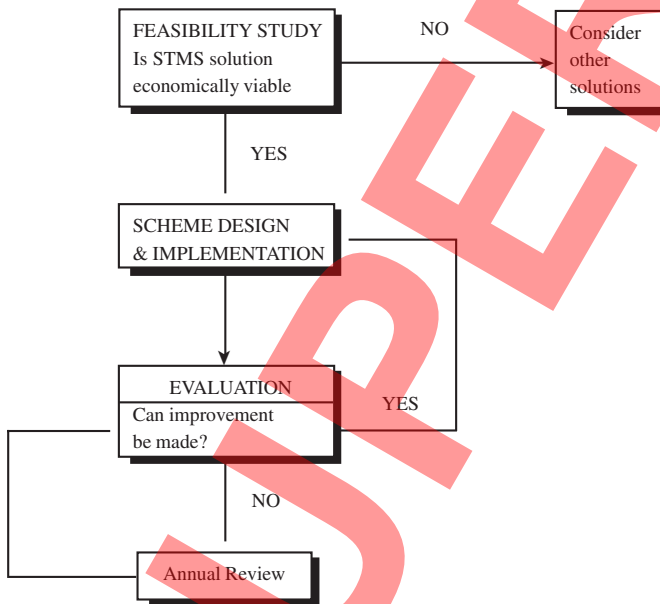 FEASIBILITY STUDY
Is STMS solution
economically viable
NO
Consider
other
solutions
YES
SCHEME DESIGN
& IMPLEMENTATION
EVALUATION
Can improvement
be made?
YES
NO
Annual Review
UPER